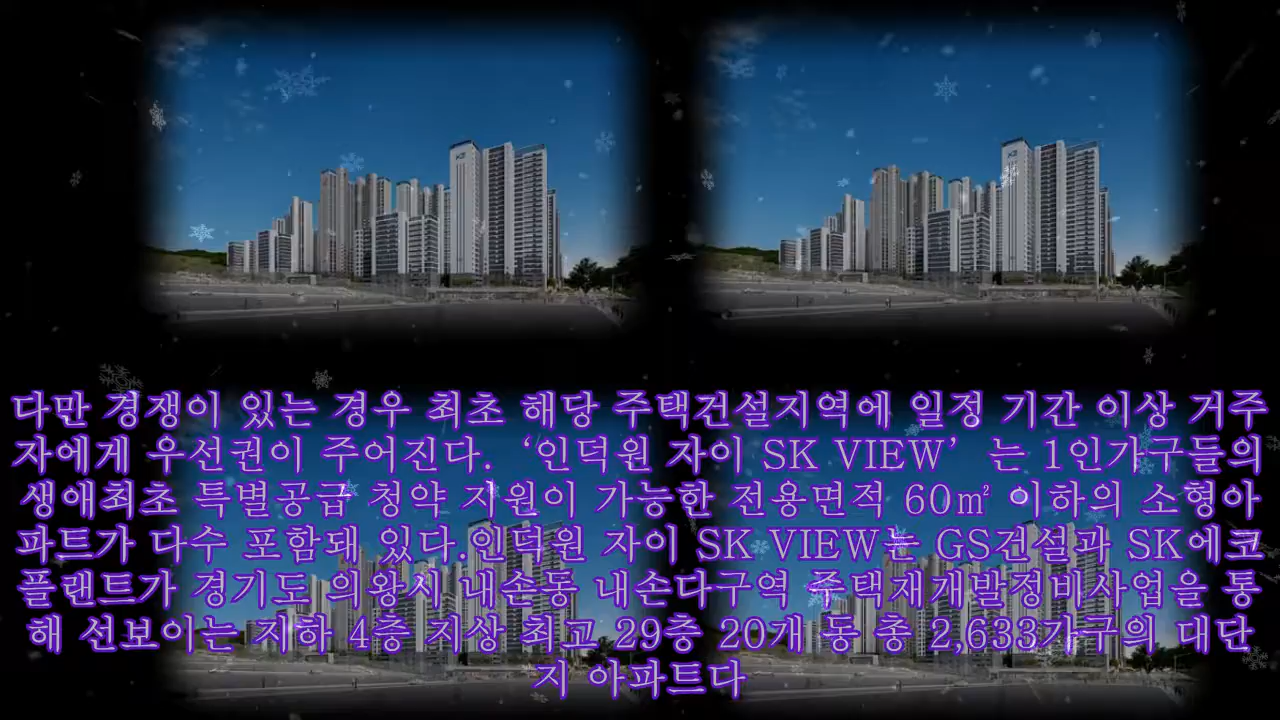 다만 경쟁이 있는 경우 최초 해당 주택건설지역에 일정 기간 이상 거주
자에게 우선권이 주어진다. ‘인덕원 자이 SK VIEW’ 는 1인가구들의
생애최초 특별공급 청약 지원이 가능한 전용면적 60㎡ 이하의 소형아
파트가 다수 포함돼 있다.인덕원 자이 SK VIEW는 GS건설과 SK에코
플랜트가 경기도 의왕시 내손동 내손다구역 주택재개발정비사업을 통
해 선보이는 지하 4층 지상 최고 29층 20개 동 총 2,633가구의 대단
지 아파트다